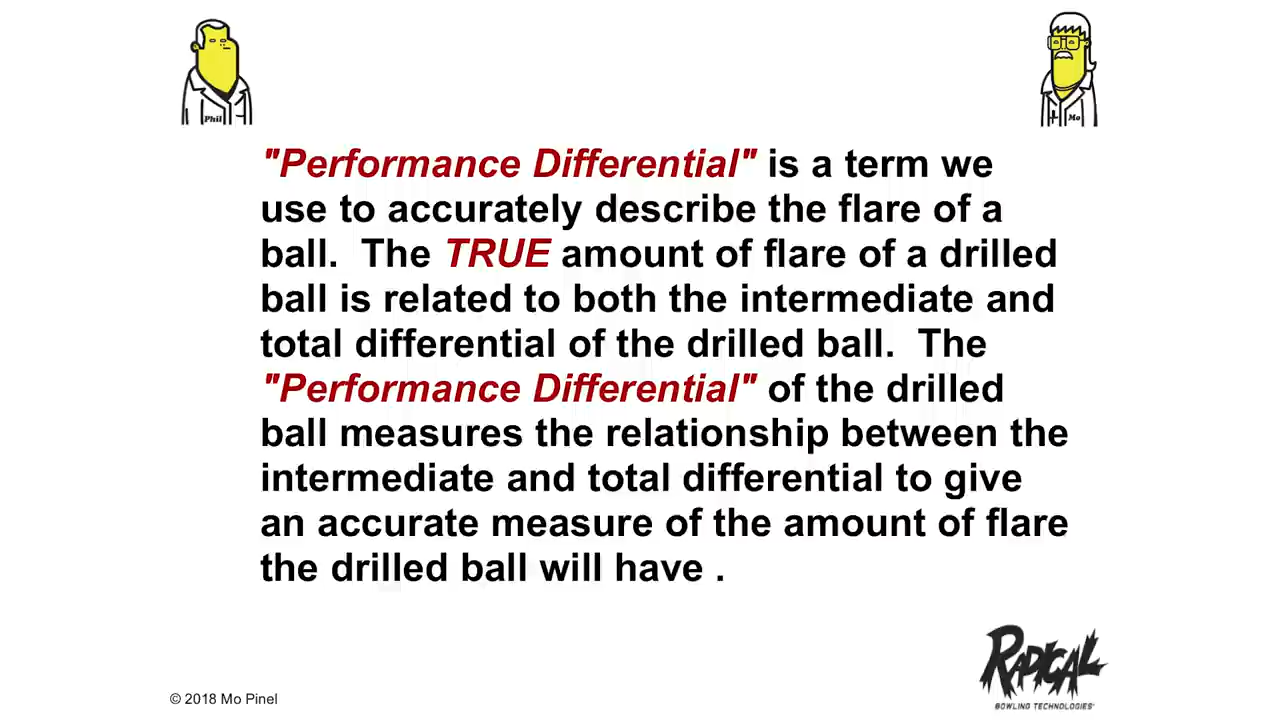 Phil
Mo
"Performance Differential" is a term we
use to accurately describe the flare of a
ball.  The TRUE amount of flare of a drilled
ball is related to both the intermediate and
total differential of the drilled ball.  The
"Performance Differential" of the drilled
ball measures the relationship between the
intermediate and total differential to give
an accurate measure of the amount of flare
the drilled ball will have .
RADICAL
BOWLING TECHNOLOGIES
© 2018 Mo Pinel